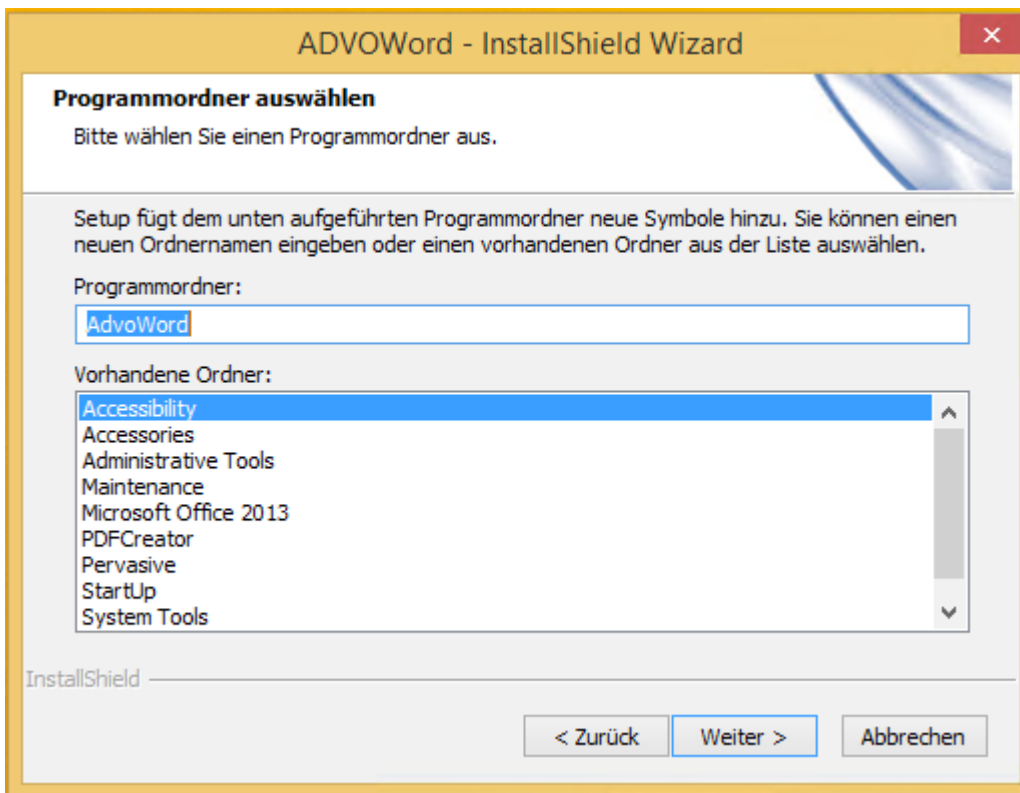 ADVOWord - InstallShield Wizard
Programmordner auswählen
Bitte wählen Sie einen Programmordner aus.
Setup fügt dem unten aufgeführten Programmordner neue Symbole hinzu. Sie können einen
neuen Ordnernamen eingeben oder einen vorhandenen Ordner aus der Liste auswählen.
Programmordner:
AdvoWord
Vorhandene Ordner:
Accessibility
Accessories
Administrative Tools
Maintenance
Microsoft Office 2013
PDFCreator
Pervasive
StartUp
System Tools
InstallShield
< Zurück Weiter > Abbrechen